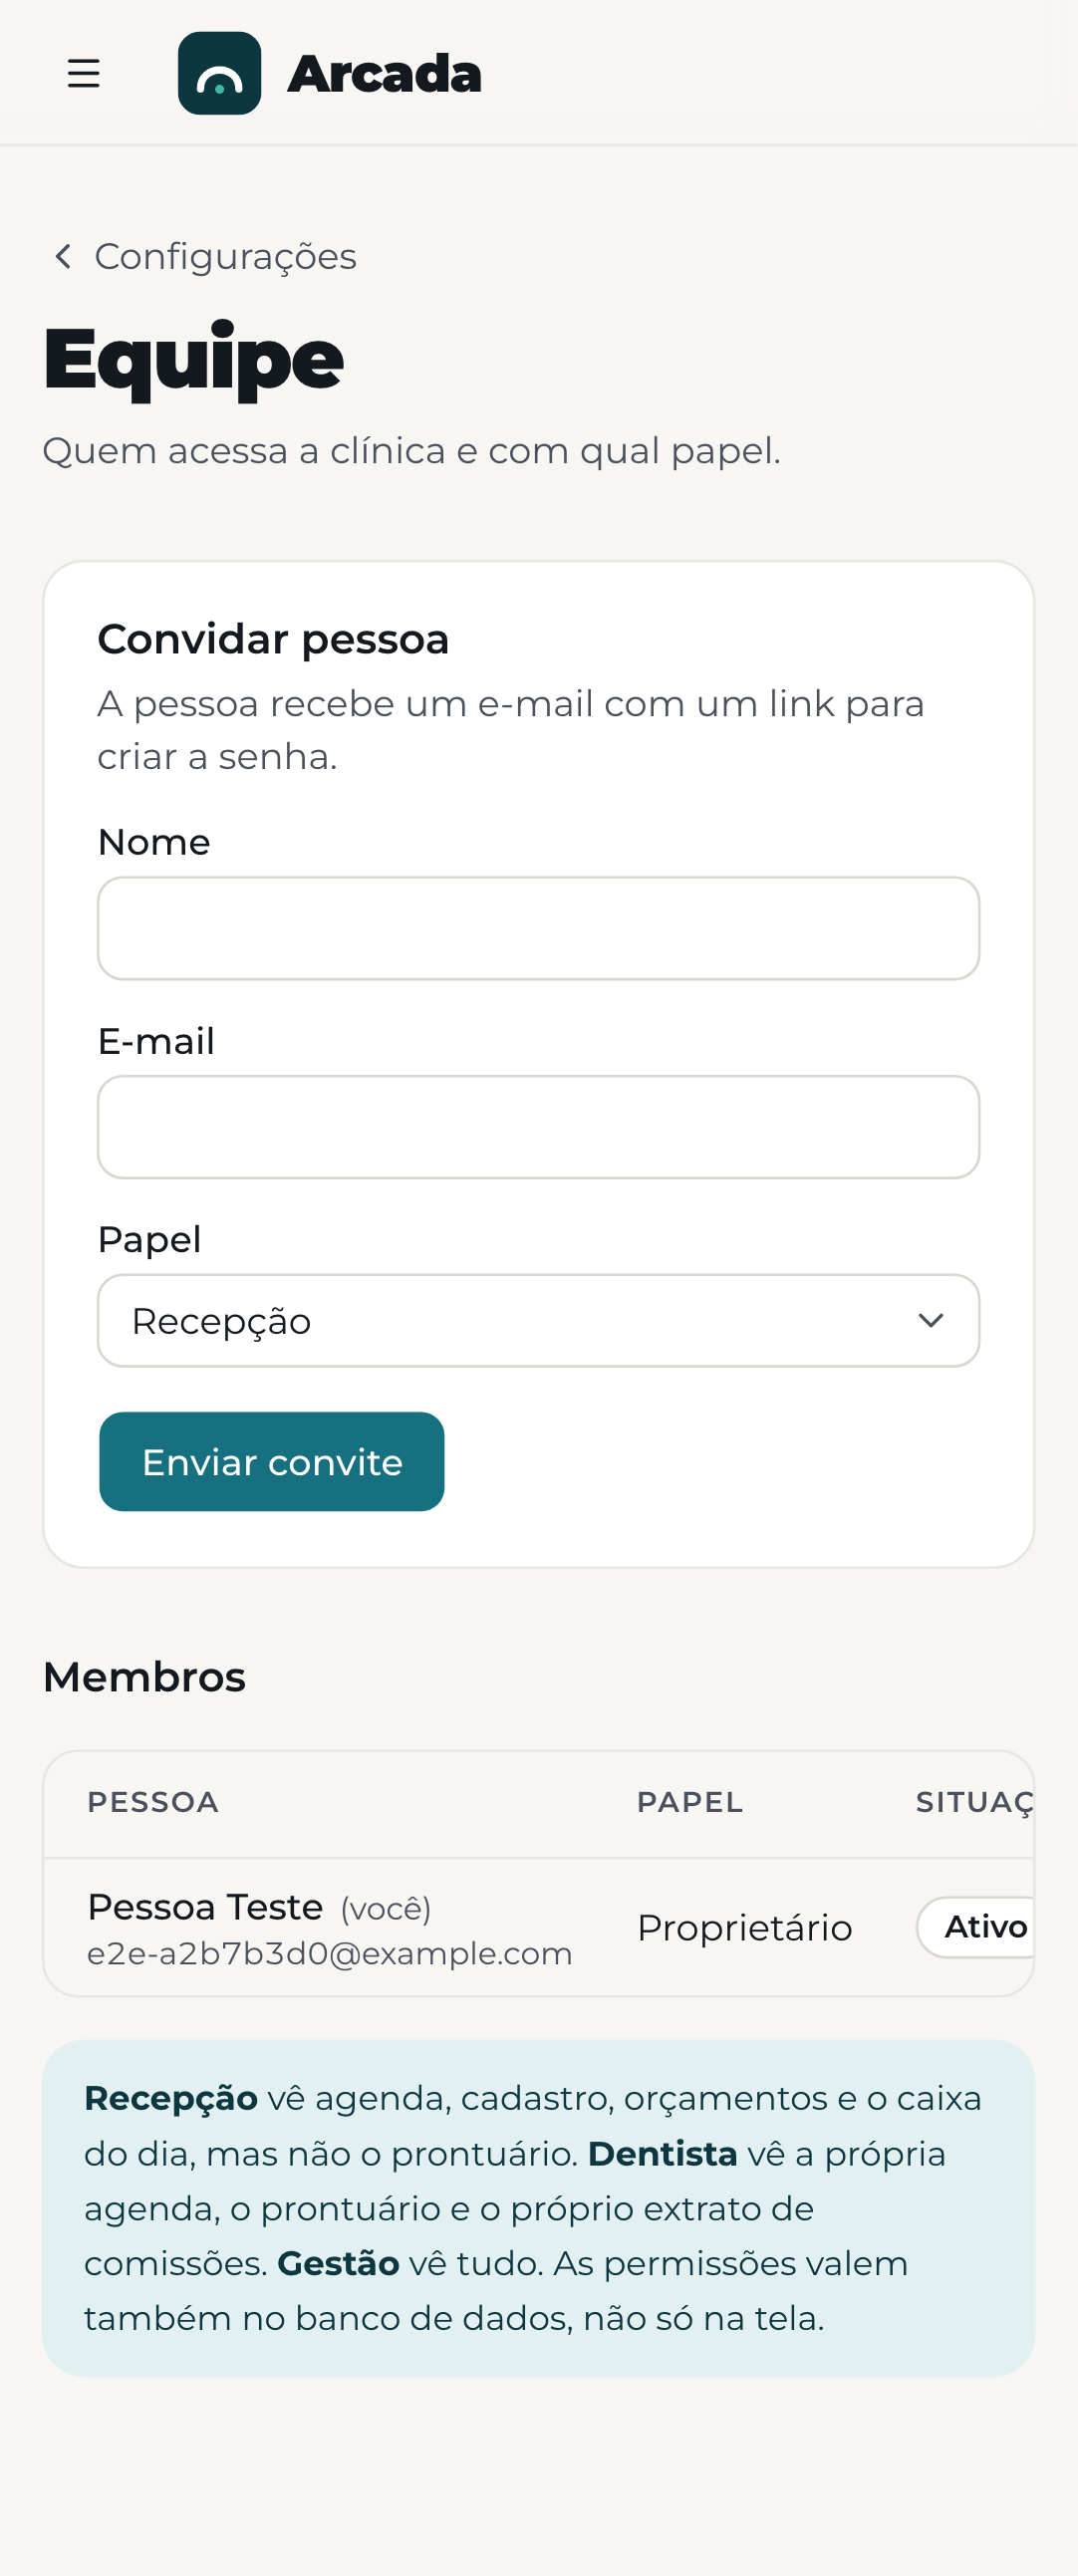 Arcada
Configurações
Equipe
Quem acessa a clínica e com qual papel.
Convidar pessoa
A pessoa recebe um e-mail com um link para
criar a senha.
Nome
E-mail
Papel
Recepção
Enviar convite
Membros
PESSOA PAPEL SITUAÇ
Pessoa Teste (você) Proprietário Ativo
e2e-a2b7b3d0@example.com
Recepção vê agenda, cadastro, orçamentos e o caixa
do dia, mas não o prontuário. Dentista vê a própria
agenda, o prontuário e o próprio extrato de
comissões. Gestão vê tudo. As permissões valem
também no banco de dados, não só na tela.